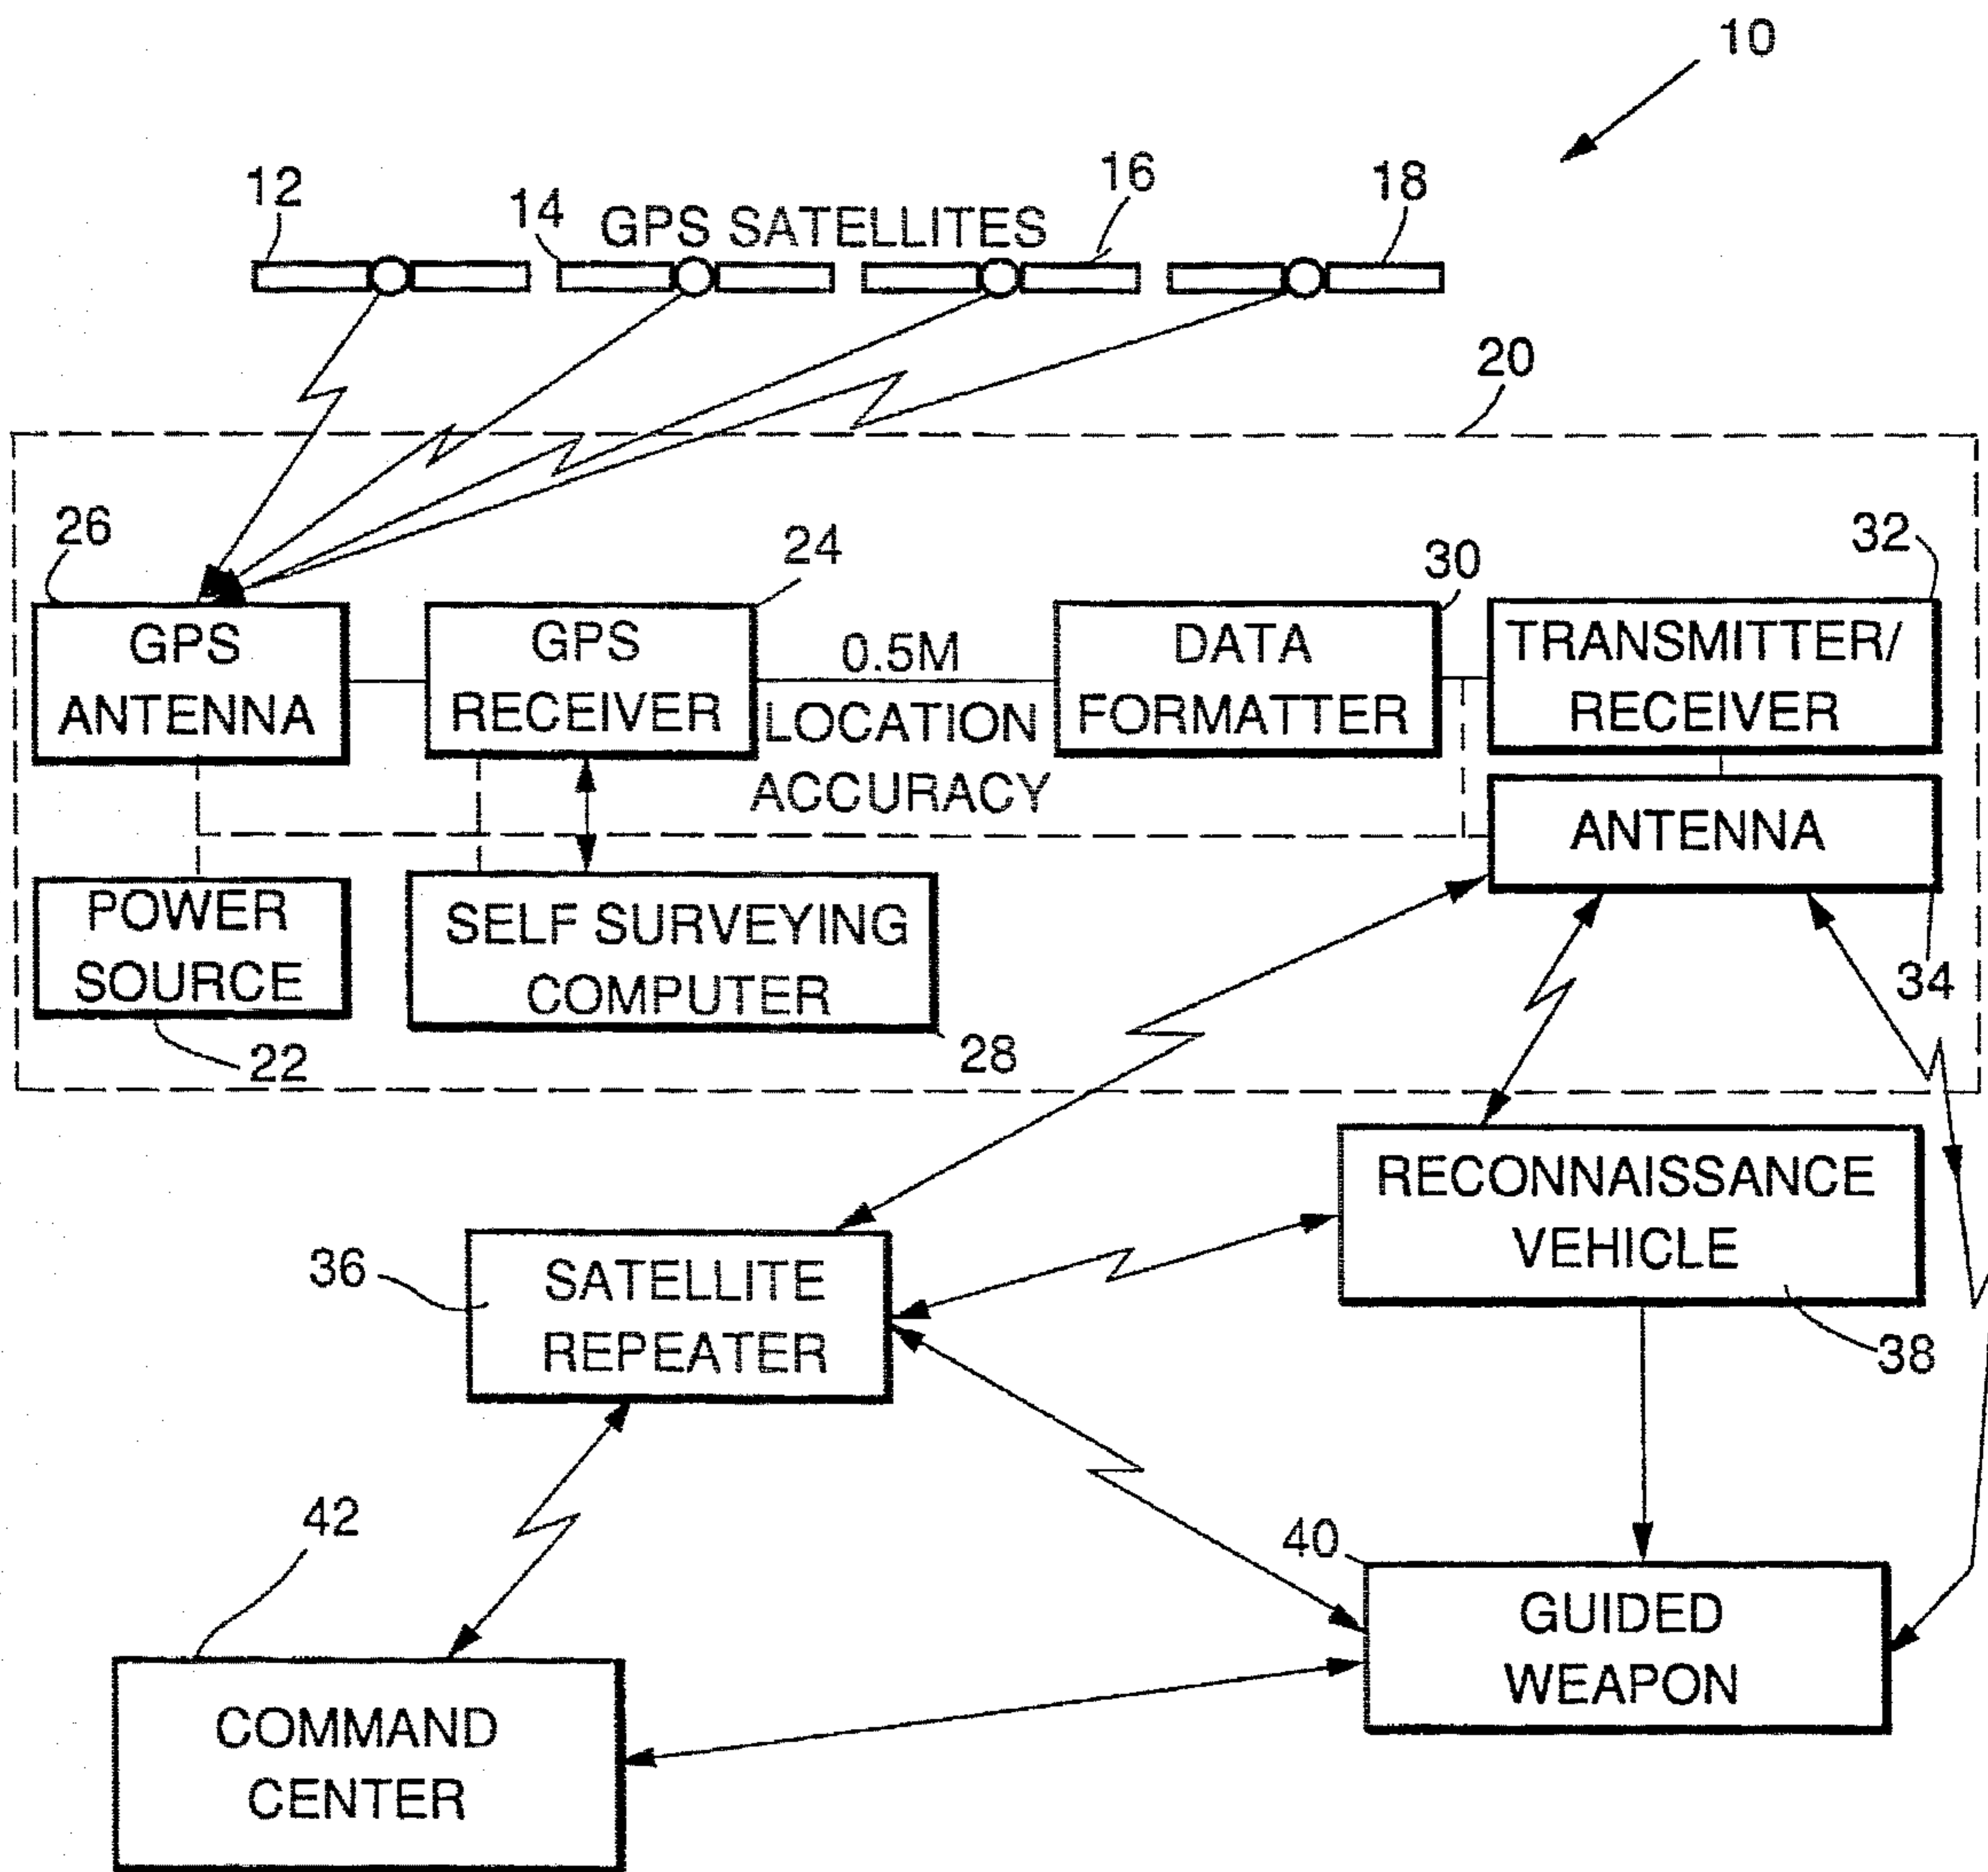 10
12
14
GPS SATELLITES
16
18
20
26
24
30
32
GPS
ANTENNA
GPS
RECEIVER
0.5M
LOCATION
ACCURACY
DATA
FORMATTER
TRANSMITTER/
RECEIVER
ANTENNA
34
POWER
SOURCE
22
SELF SURVEYING
COMPUTER
28
RECONNAISSANCE
VEHICLE
38
36
SATELLITE
REPEATER
42
COMMAND
CENTER
40
GUIDED
WEAPON